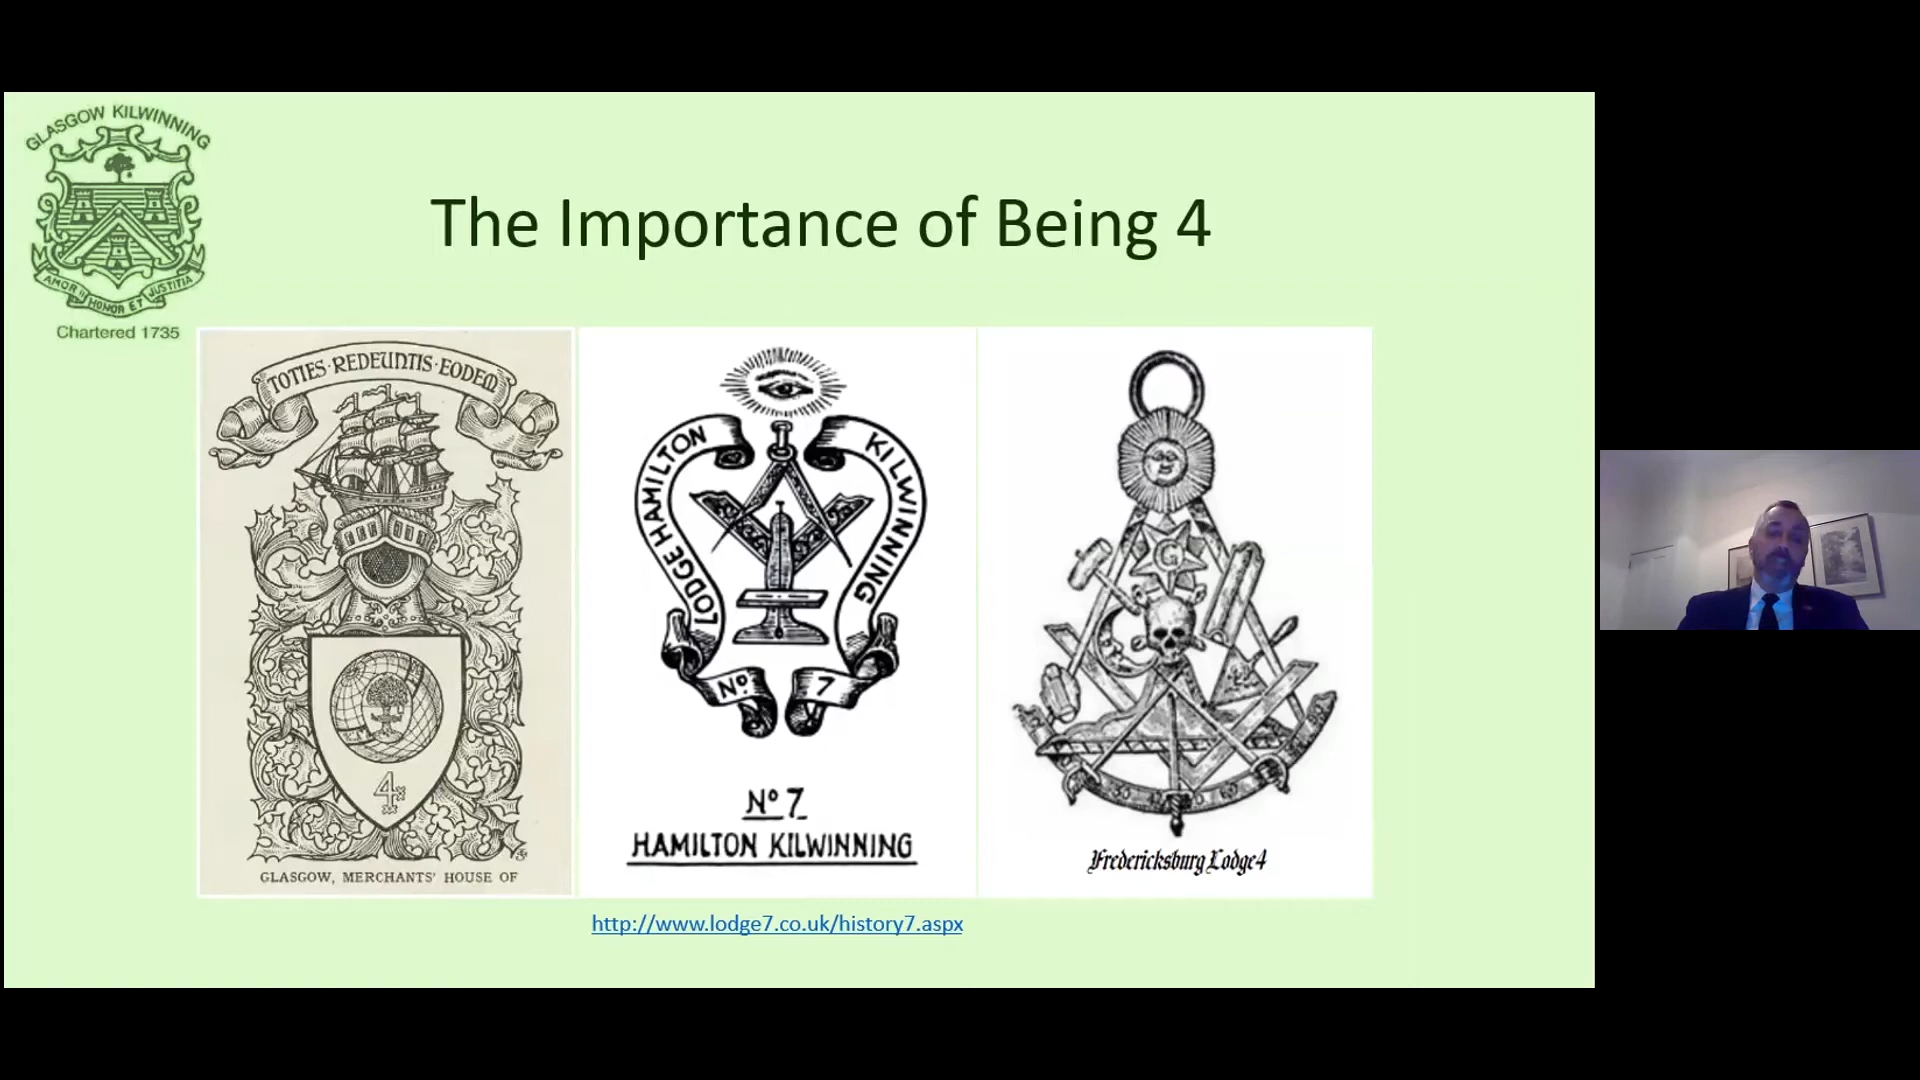 GLASGOW KILWINNING
AMOR HONOR ET JUSTITIA
Chartered 1735
The Importance of Being 4
TOTIES·REDEUNTIS·EODEM
4
GLASGOW, MERCHANTS' HOUSE OF
LODGE HAMILTON KILWINNING
No. 7
No 7
HAMILTON KILWINNING
G
Fredericksburg Lodge 4
http://www.lodge7.co.uk/history7.aspx